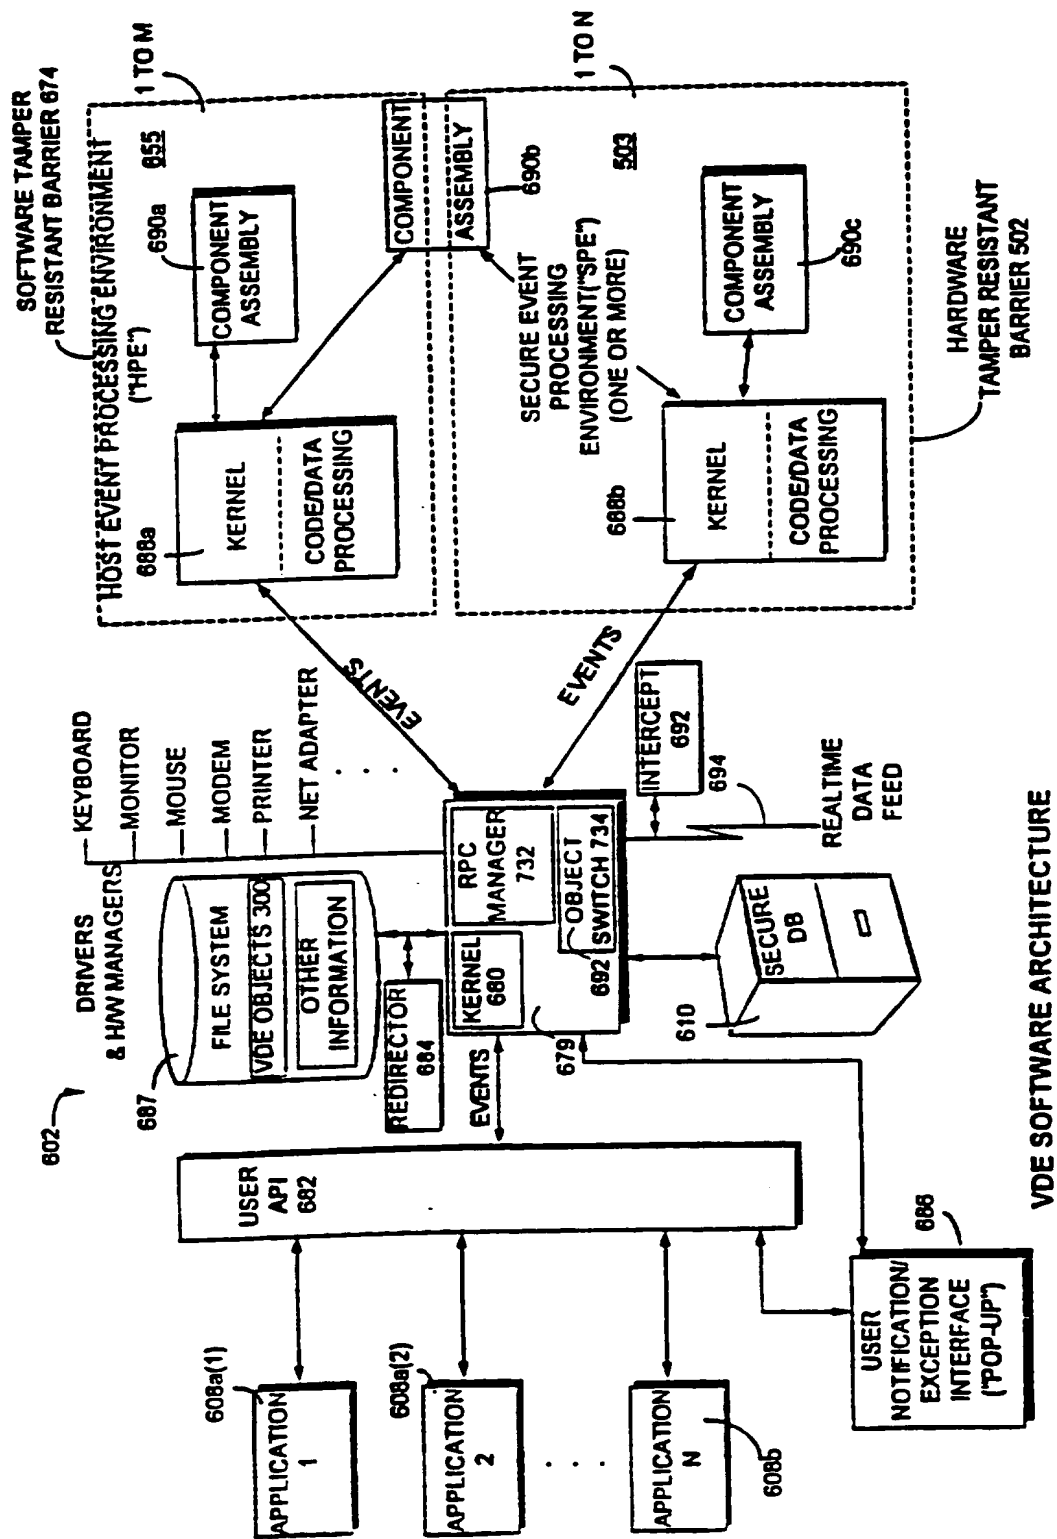 SOFTWARE TAMPER
RESISTANT BARRIER 674
HOST EVENT PROCESSING ENVIRONMENT
("HPE")
655
1 TO M
690a
COMPONENT
ASSEMBLY
688a
KERNEL
CODE/DATA
PROCESSING
COMPONENT
ASSEMBLY
690b
1 TO N
503
SECURE EVENT
PROCESSING
ENVIRONMENT("SPE")
(ONE OR MORE)
COMPONENT
ASSEMBLY
690c
688b
KERNEL
CODE/DATA
PROCESSING
HARDWARE
TAMPER RESISTANT
BARRIER 502
EVENTS
EVENTS
602
DRIVERS
& H/W MANAGERS
KEYBOARD
MONITOR
MOUSE
MODEM
PRINTER
NET ADAPTER
. . .
687
FILE SYSTEM
VDE OBJECTS 300
OTHER
INFORMATION
REDIRECTOR
684
KERNEL
680
RPC
MANAGER
732
OBJECT
SWITCH 734
692
679
INTERCEPT
692
694
REALTIME
DATA
FEED
SECURE
DB
610
EVENTS
USER
API
682
608a(1)
APPLICATION
1
608a(2)
APPLICATION
2
. . . .
APPLICATION
N
608b
USER
NOTIFICATION/
EXCEPTION
INTERFACE
("POP-UP")
686
VDE SOFTWARE ARCHITECTURE